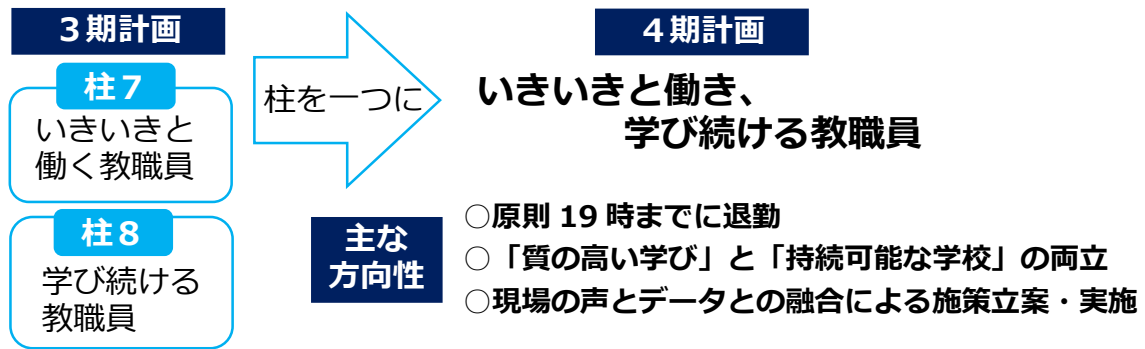 ３期計画
柱７
いきいきと
働く教職員
柱８
学び続ける
教職員
柱を一つに
４期計画
いきいきと働き、
学び続ける教職員
主な
方向性
○原則 19 時までに退勤
○「質の高い学び」と「持続可能な学校」の両立
○現場の声とデータとの融合による施策立案・実施